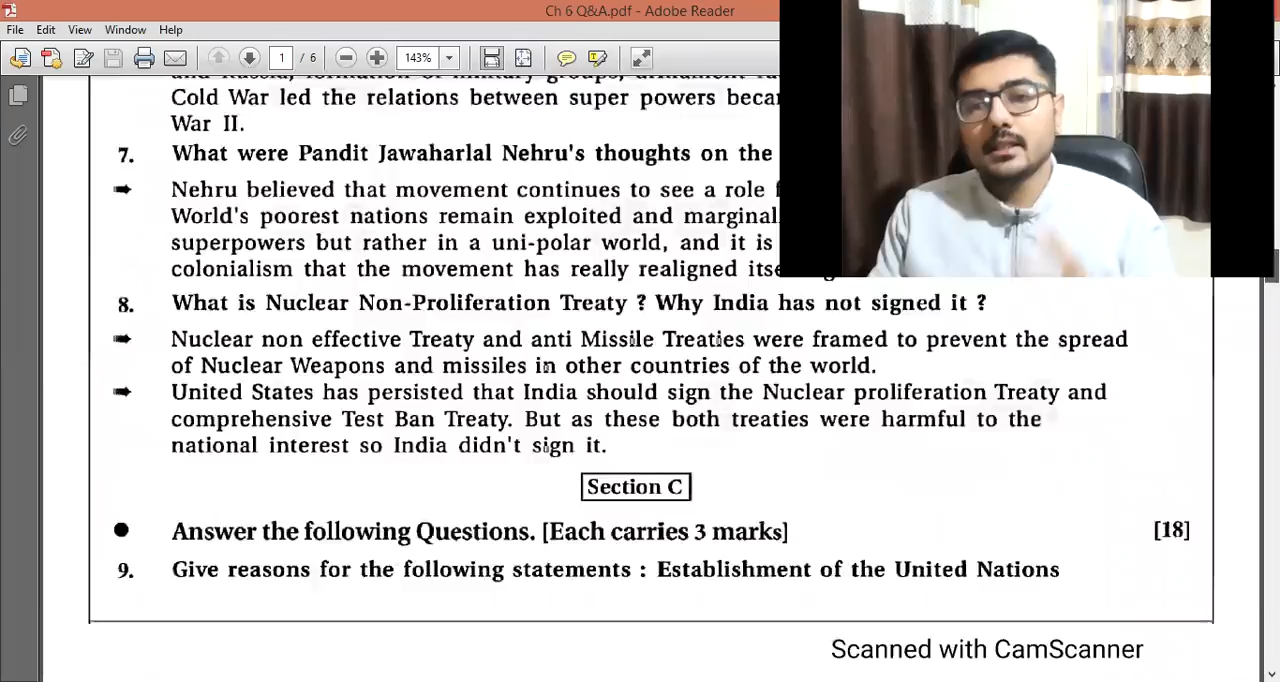 Ch 6 Q&A.pdf - Adobe Reader
File Edit View Window Help
1 / 6 143%
Cold War led the relations between super powers beca
War II.
7. What were Pandit Jawaharlal Nehru's thoughts on the
Nehru believed that movement continues to see a role
World's poorest nations remain exploited and marginal
superpowers but rather in a uni-polar world, and it is
colonialism that the movement has really realigned itse
8. What is Nuclear Non-Proliferation Treaty ? Why India has not signed it ?
Nuclear non effective Treaty and anti Missile Treaties were framed to prevent the spread
of Nuclear Weapons and missiles in other countries of the world.
United States has persisted that India should sign the Nuclear proliferation Treaty and
comprehensive Test Ban Treaty. But as these both treaties were harmful to the
national interest so India didn't sign it.
Section C
Answer the following Questions. [Each carries 3 marks] [18]
9. Give reasons for the following statements : Establishment of the United Nations
Scanned with CamScanner